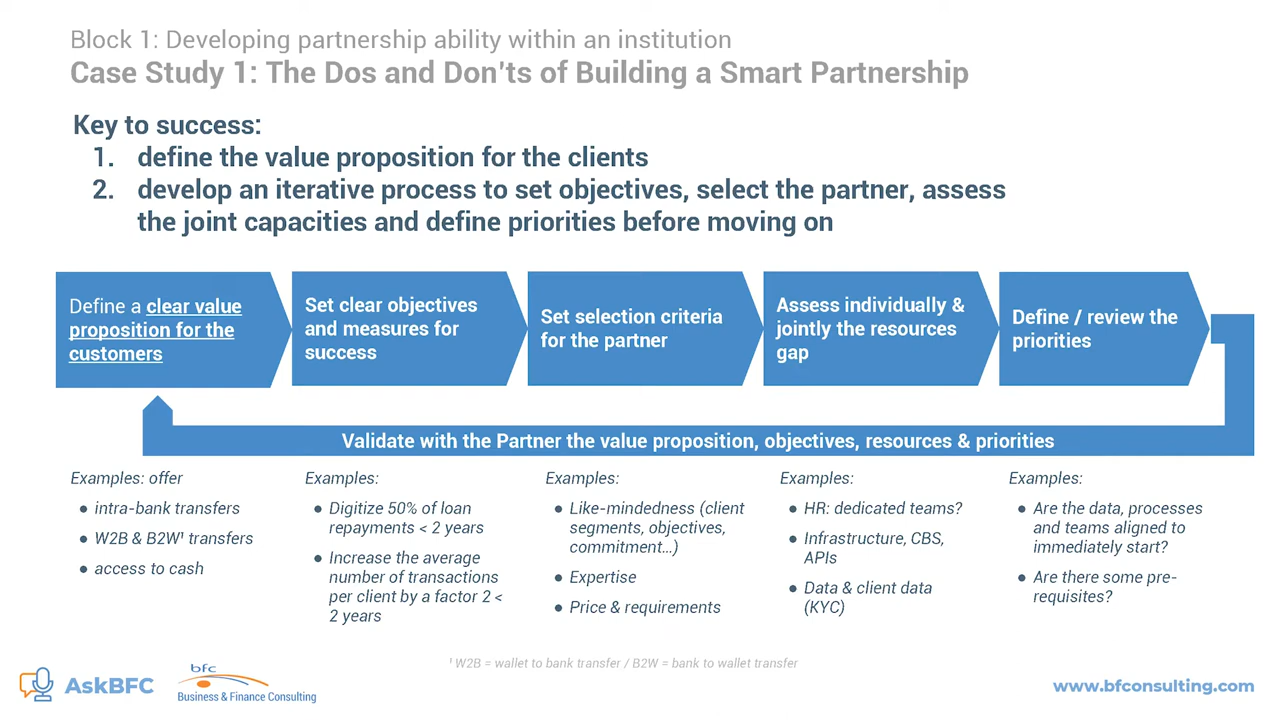 Block 1: Developing partnership ability within an institution
Case Study 1: The Dos and Don'ts of Building a Smart Partnership
Key to success:
1. define the value proposition for the clients
2. develop an iterative process to set objectives, select the partner, assess
the joint capacities and define priorities before moving on
Define a clear value
proposition for the
customers
Set clear objectives
and measures for
success
Set selection criteria
for the partner
Assess individually &
jointly the resources
gap
Define / review the
priorities
Validate with the Partner the value proposition, objectives, resources & priorities
Examples: offer
● intra-bank transfers
● W2B & B2W¹ transfers
● access to cash
Examples:
● Digitize 50% of loan
repayments < 2 years
● Increase the average
number of transactions
per client by a factor 2 <
2 years
Examples:
● Like-mindedness (client
segments, objectives,
commitment…)
● Expertise
● Price & requirements
Examples:
● HR: dedicated teams?
● Infrastructure, CBS,
APIs
● Data & client data
(KYC)
Examples:
● Are the data, processes
and teams aligned to
immediately start?
● Are there some pre-
requisites?
¹ W2B = wallet to bank transfer / B2W = bank to wallet transfer
AskBFC
bfc
Business & Finance Consulting
www.bfconsulting.com